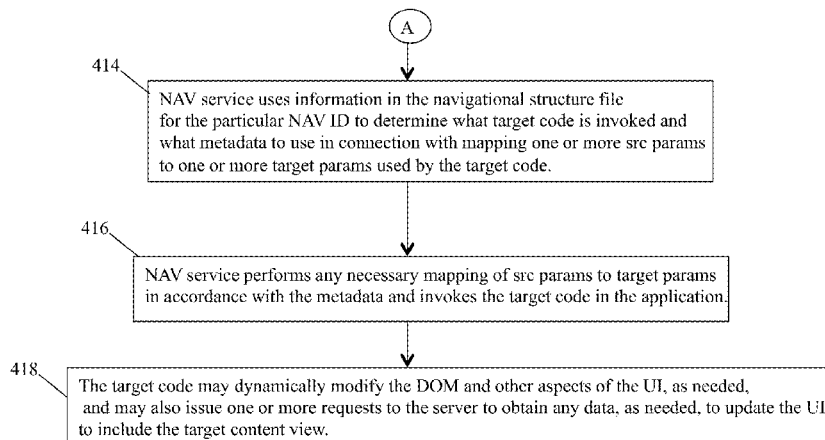 A
414
NAV service uses information in the navigational structure file
for the particular NAV ID to determine what target code is invoked and
what metadata to use in connection with mapping one or more src params
to one or more target params used by the target code.
416
NAV service performs any necessary mapping of src params to target params
in accordance with the metadata and invokes the target code in the application.
418
The target code may dynamically modify the DOM and other aspects of the UI, as needed,
and may also issue one or more requests to the server to obtain any data, as needed, to update the UI
to include the target content view.